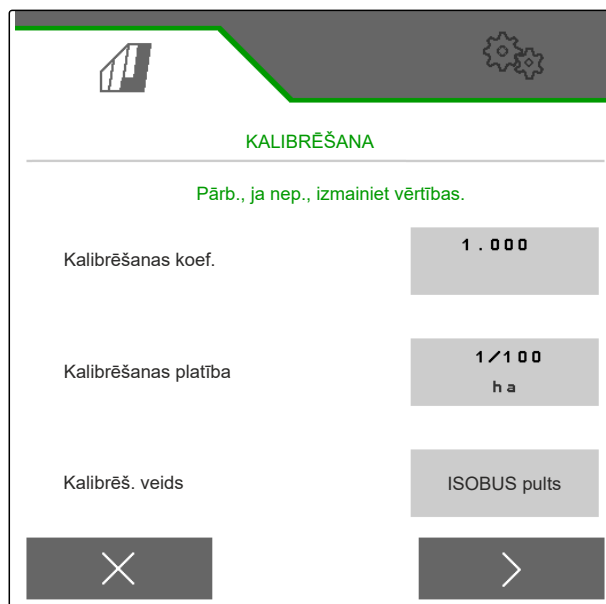 KALIBRĒŠANA
Pārb., ja nep., izmainiet vērtības.
Kalibrēšanas koef.
1.000
Kalibrēšanas platība
1/100
ha
Kalibrēš. veids
ISOBUS pults